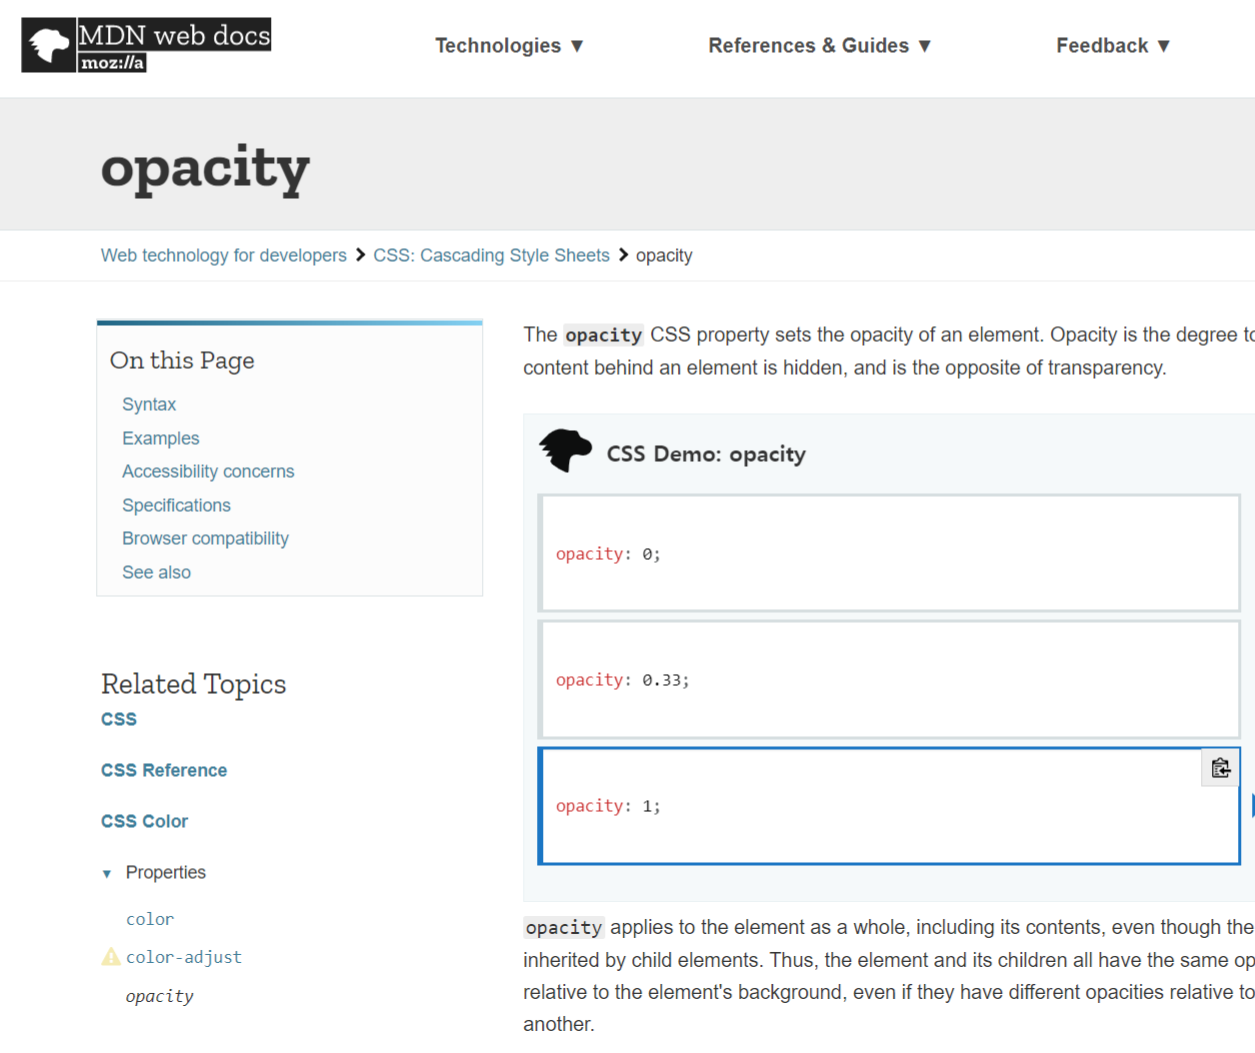 MDN web docs
moz://a
Technologies ▼
References & Guides ▼
Feedback ▼
opacity
Web technology for developers > CSS: Cascading Style Sheets > opacity
On this Page
Syntax
Examples
Accessibility concerns
Specifications
Browser compatibility
See also
Related Topics
CSS
CSS Reference
CSS Color
▼ Properties
color
color-adjust
opacity
The opacity CSS property sets the opacity of an element. Opacity is the degree to
content behind an element is hidden, and is the opposite of transparency.
CSS Demo: opacity
opacity: 0;
opacity: 0.33;
opacity: 1;
opacity applies to the element as a whole, including its contents, even though the
inherited by child elements. Thus, the element and its children all have the same op
relative to the element's background, even if they have different opacities relative to
another.